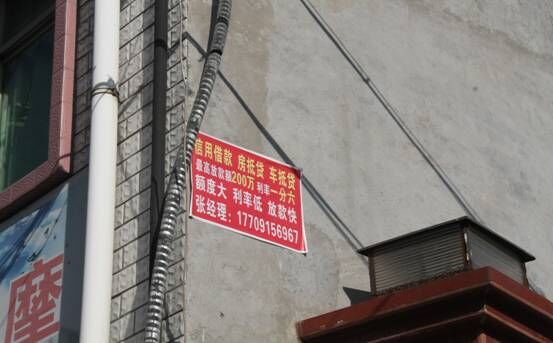 信用借款 房抵贷 车抵贷
最高放款额200万 利率一分六
额度大 利率低 放款快
张经理：17709156967
摩